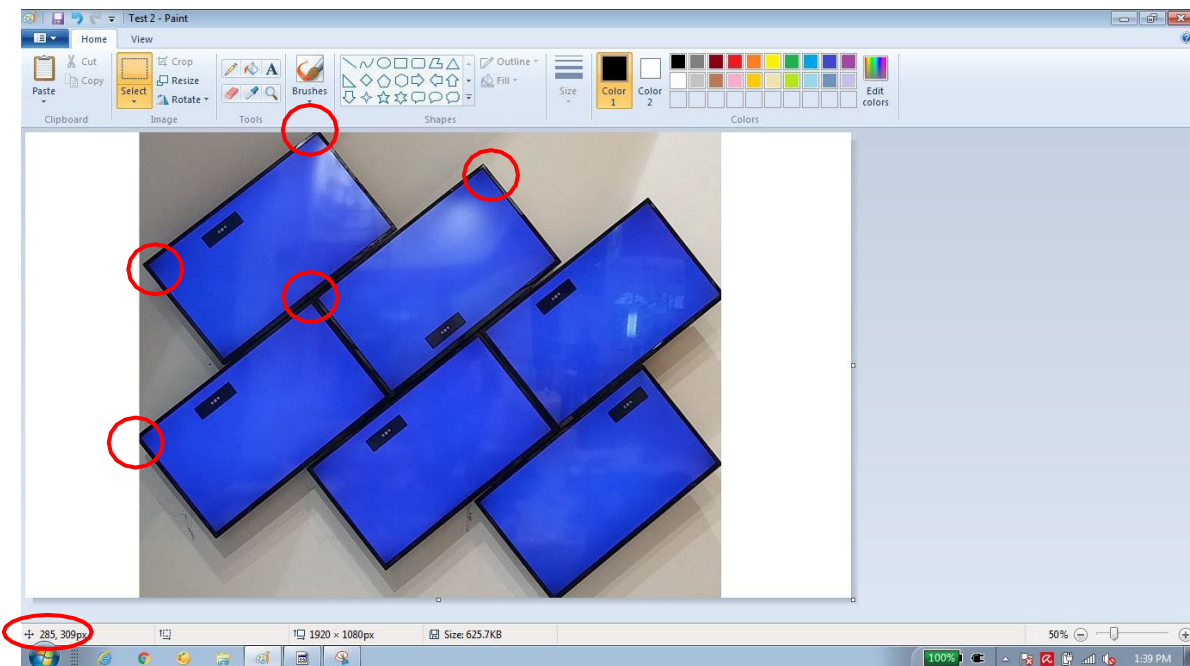 Test 2 - Paint
Home View
Cut
Copy
Paste
Clipboard
Select
Crop
Resize
Rotate
Image
A
Tools
Brushes
Outline
Fill
Shapes
Size
Color 1
Color 2
Edit colors
Colors
285, 309px
1920 × 1080px
Size: 625.7KB
50%
100%
1:39 PM